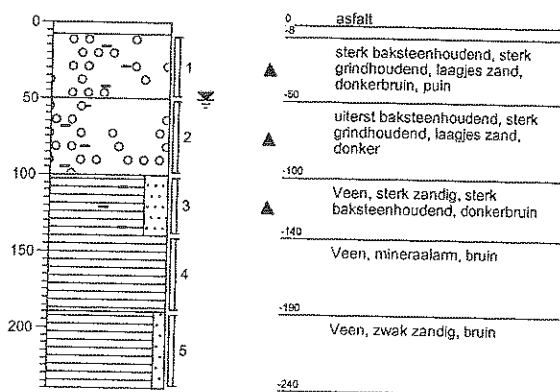 0
50
100
150
200
1
2
3
4
5
0
asfalt
-8
sterk baksteenhoudend, sterk
grindhoudend, laagjes zand,
donkerbruin, puin
-50
uiterst baksteenhoudend, sterk
grindhoudend, laagjes zand,
donker
-100
Veen, sterk zandig, sterk
baksteenhoudend, donkerbruin
-140
Veen, mineraalarm, bruin
-190
Veen, zwak zandig, bruin
-240